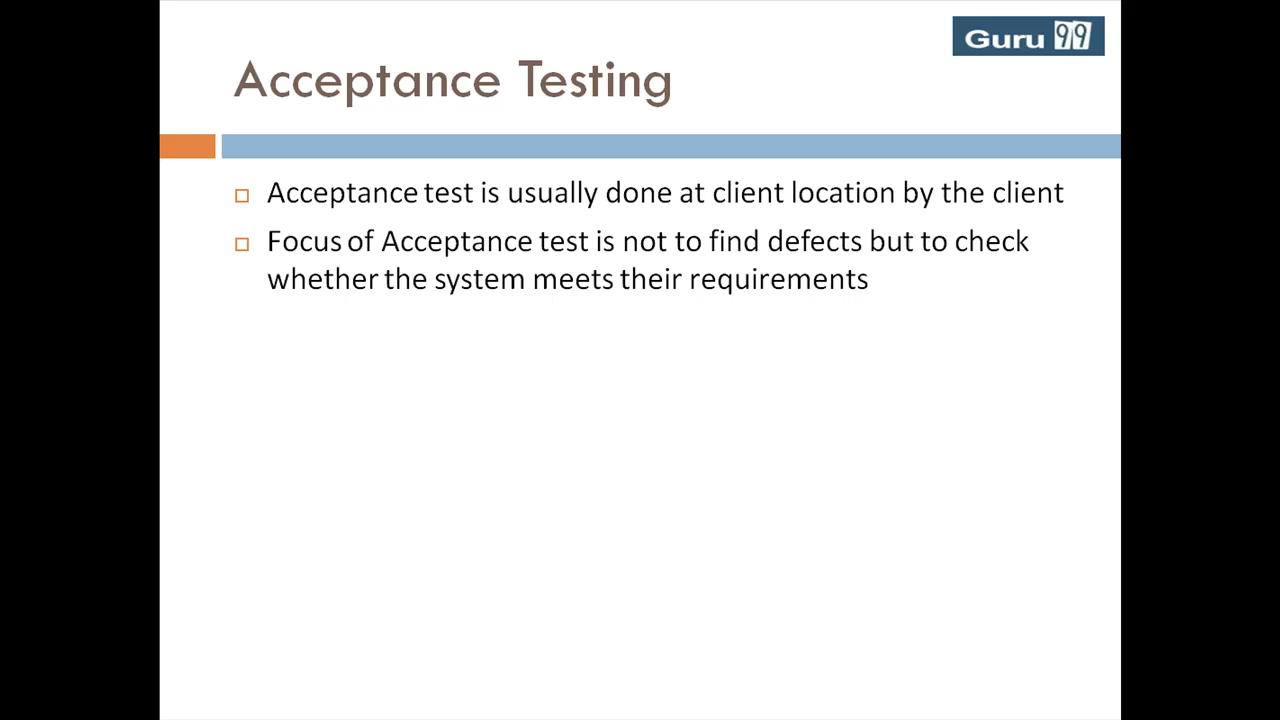 Guru 99
Acceptance Testing
Acceptance test is usually done at client location by the client
Focus of Acceptance test is not to find defects but to check
whether the system meets their requirements